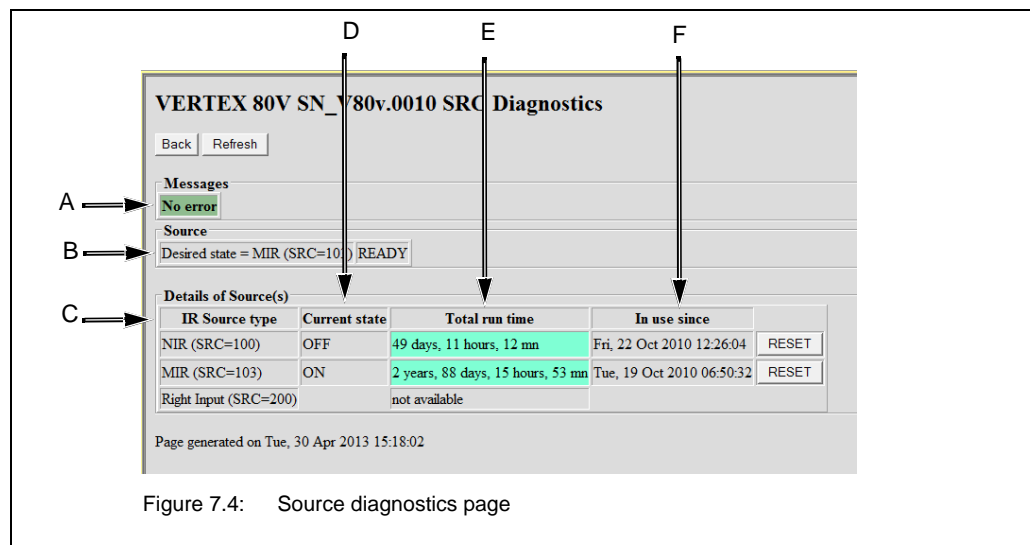 D E F
VERTEX 80V SN_V80v.0010 SRC Diagnostics
Back Refresh
Messages
A No error
Source
B Desired state = MIR (SRC=103) READY
Details of Source(s)
C IR Source type Current state Total run time In use since
NIR (SRC=100) OFF 49 days, 11 hours, 12 mn Fri, 22 Oct 2010 12:26:04 RESET
MIR (SRC=103) ON 2 years, 88 days, 15 hours, 53 mn Tue, 19 Oct 2010 06:50:32 RESET
Right Input (SRC=200) not available
Page generated on Tue, 30 Apr 2013 15:18:02
Figure 7.4: Source diagnostics page